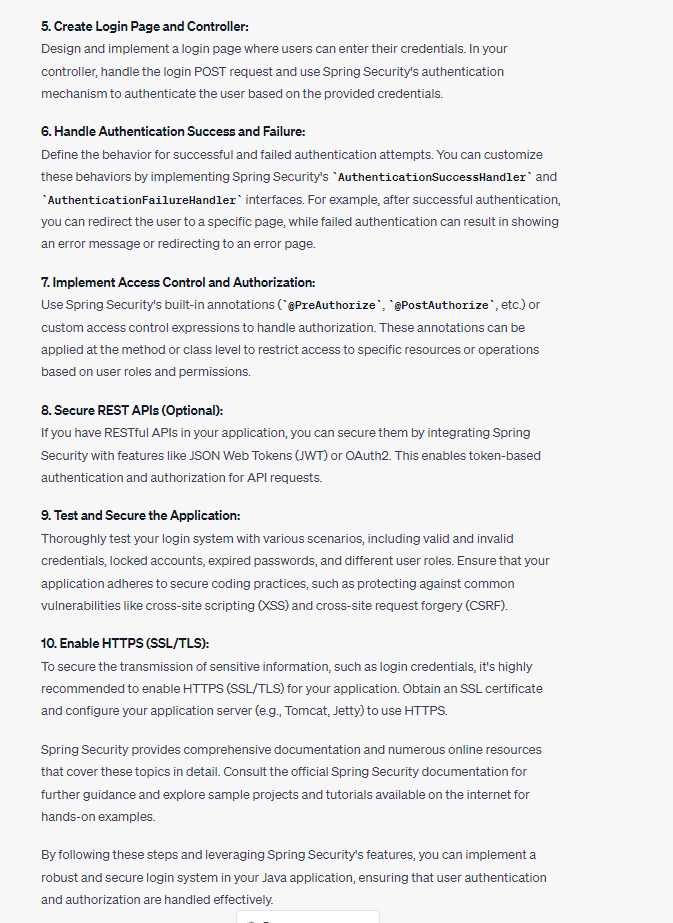 5. Create Login Page and Controller:
Design and implement a login page where users can enter their credentials. In your
controller, handle the login POST request and use Spring Security's authentication
mechanism to authenticate the user based on the provided credentials.
6. Handle Authentication Success and Failure:
Define the behavior for successful and failed authentication attempts. You can customize
these behaviors by implementing Spring Security's `AuthenticationSuccessHandler` and
`AuthenticationFailureHandler` interfaces. For example, after successful authentication,
you can redirect the user to a specific page, while failed authentication can result in showing
an error message or redirecting to an error page.
7. Implement Access Control and Authorization:
Use Spring Security's built-in annotations (`@PreAuthorize`, `@PostAuthorize`, etc.) or
custom access control expressions to handle authorization. These annotations can be
applied at the method or class level to restrict access to specific resources or operations
based on user roles and permissions.
8. Secure REST APIs (Optional):
If you have RESTful APIs in your application, you can secure them by integrating Spring
Security with features like JSON Web Tokens (JWT) or OAuth2. This enables token-based
authentication and authorization for API requests.
9. Test and Secure the Application:
Thoroughly test your login system with various scenarios, including valid and invalid
credentials, locked accounts, expired passwords, and different user roles. Ensure that your
application adheres to secure coding practices, such as protecting against common
vulnerabilities like cross-site scripting (XSS) and cross-site request forgery (CSRF).
10. Enable HTTPS (SSL/TLS):
To secure the transmission of sensitive information, such as login credentials, it's highly
recommended to enable HTTPS (SSL/TLS) for your application. Obtain an SSL certificate
and configure your application server (e.g., Tomcat, Jetty) to use HTTPS.
Spring Security provides comprehensive documentation and numerous online resources
that cover these topics in detail. Consult the official Spring Security documentation for
further guidance and explore sample projects and tutorials available on the internet for
hands-on examples.
By following these steps and leveraging Spring Security's features, you can implement a
robust and secure login system in your Java application, ensuring that user authentication
and authorization are handled effectively.